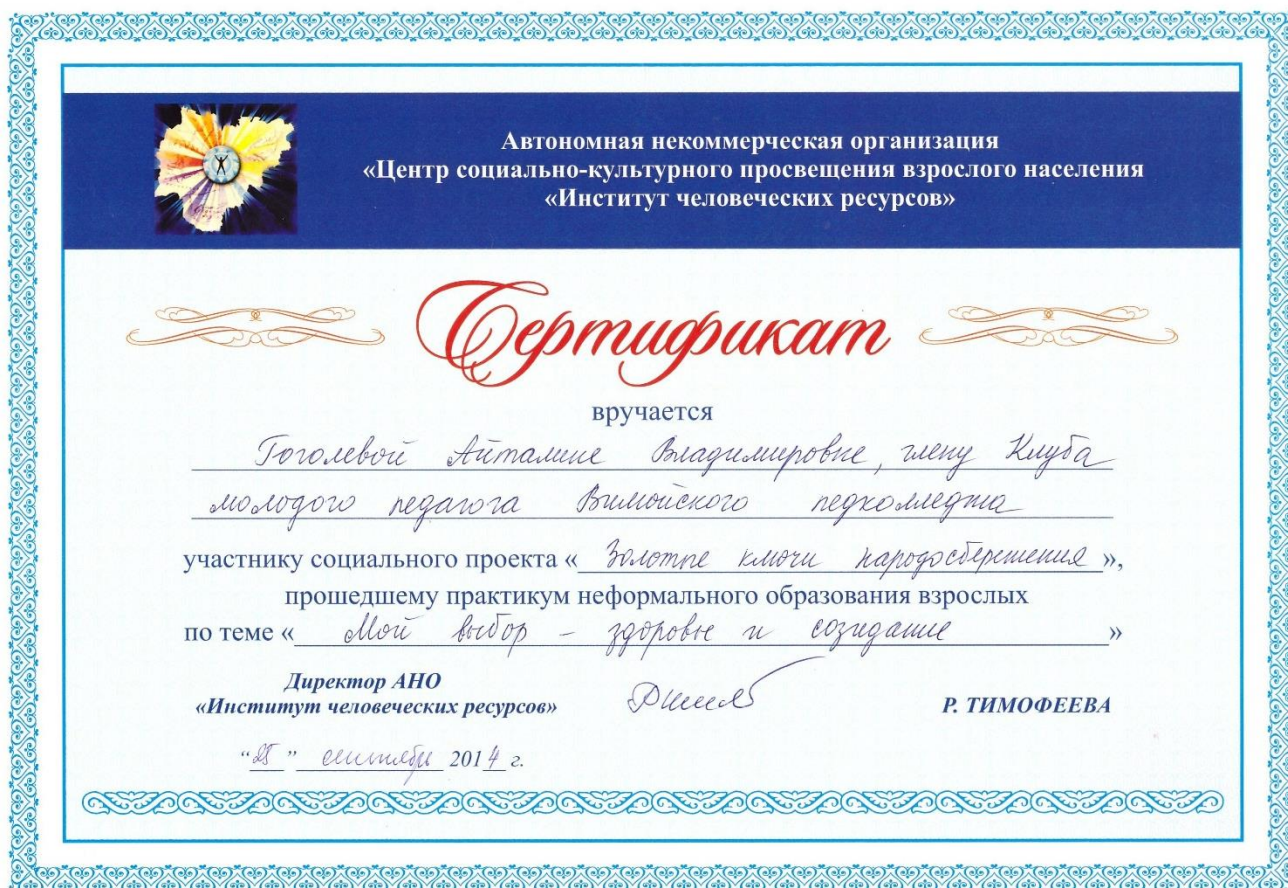 Автономная некоммерческая организация
«Центр социально-культурного просвещения взрослого населения
«Институт человеческих ресурсов»
Сертификат
вручается
Гоголевой Айталине Владимировне, члену Клуба
молодого педагога Вилюйского педколледжа
участнику социального проекта « Золотые ключи народосбережения »,
прошедшему практикум неформального образования взрослых
по теме « Мой выбор – здоровье и созидание »
Директор АНО
«Институт человеческих ресурсов»
Р. ТИМОФЕЕВА
"25" сентября 2014 г.